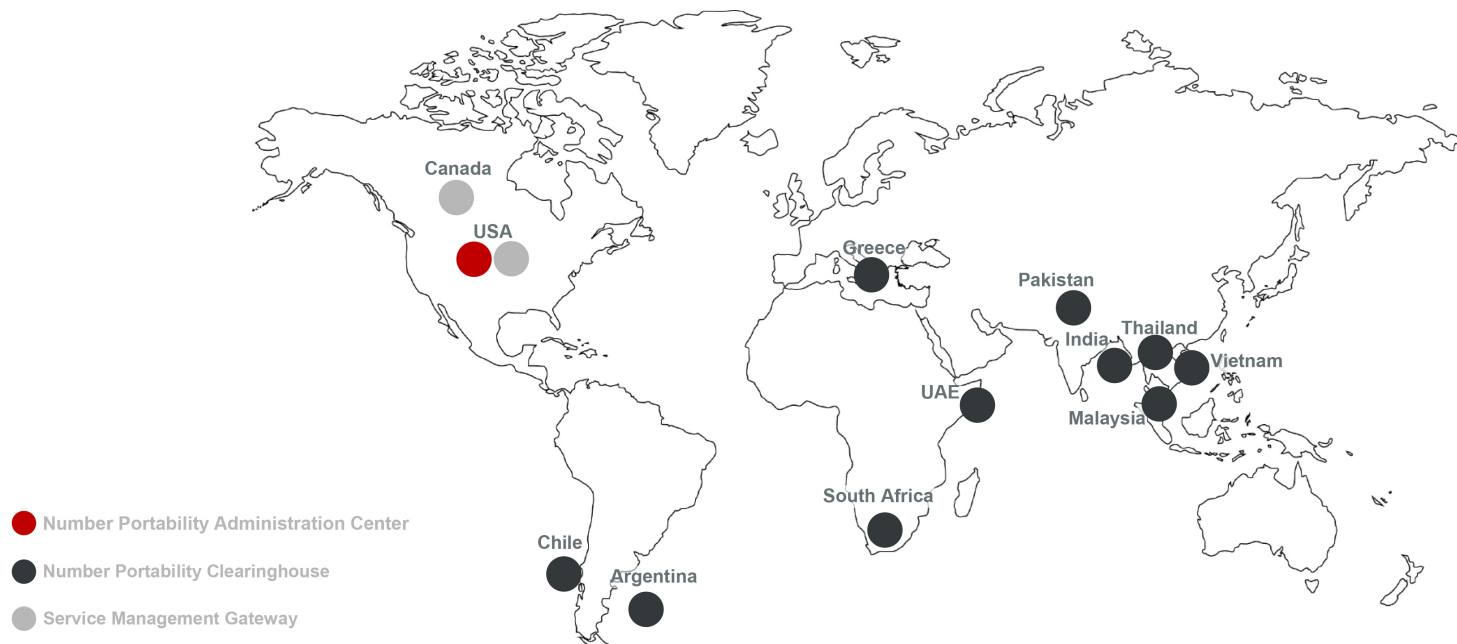 Canada
USA
Greece
Pakistan
Thailand
India
Vietnam
UAE
Malaysia
South Africa
Chile
Argentina
Number Portability Administration Center
Number Portability Clearinghouse
Service Management Gateway